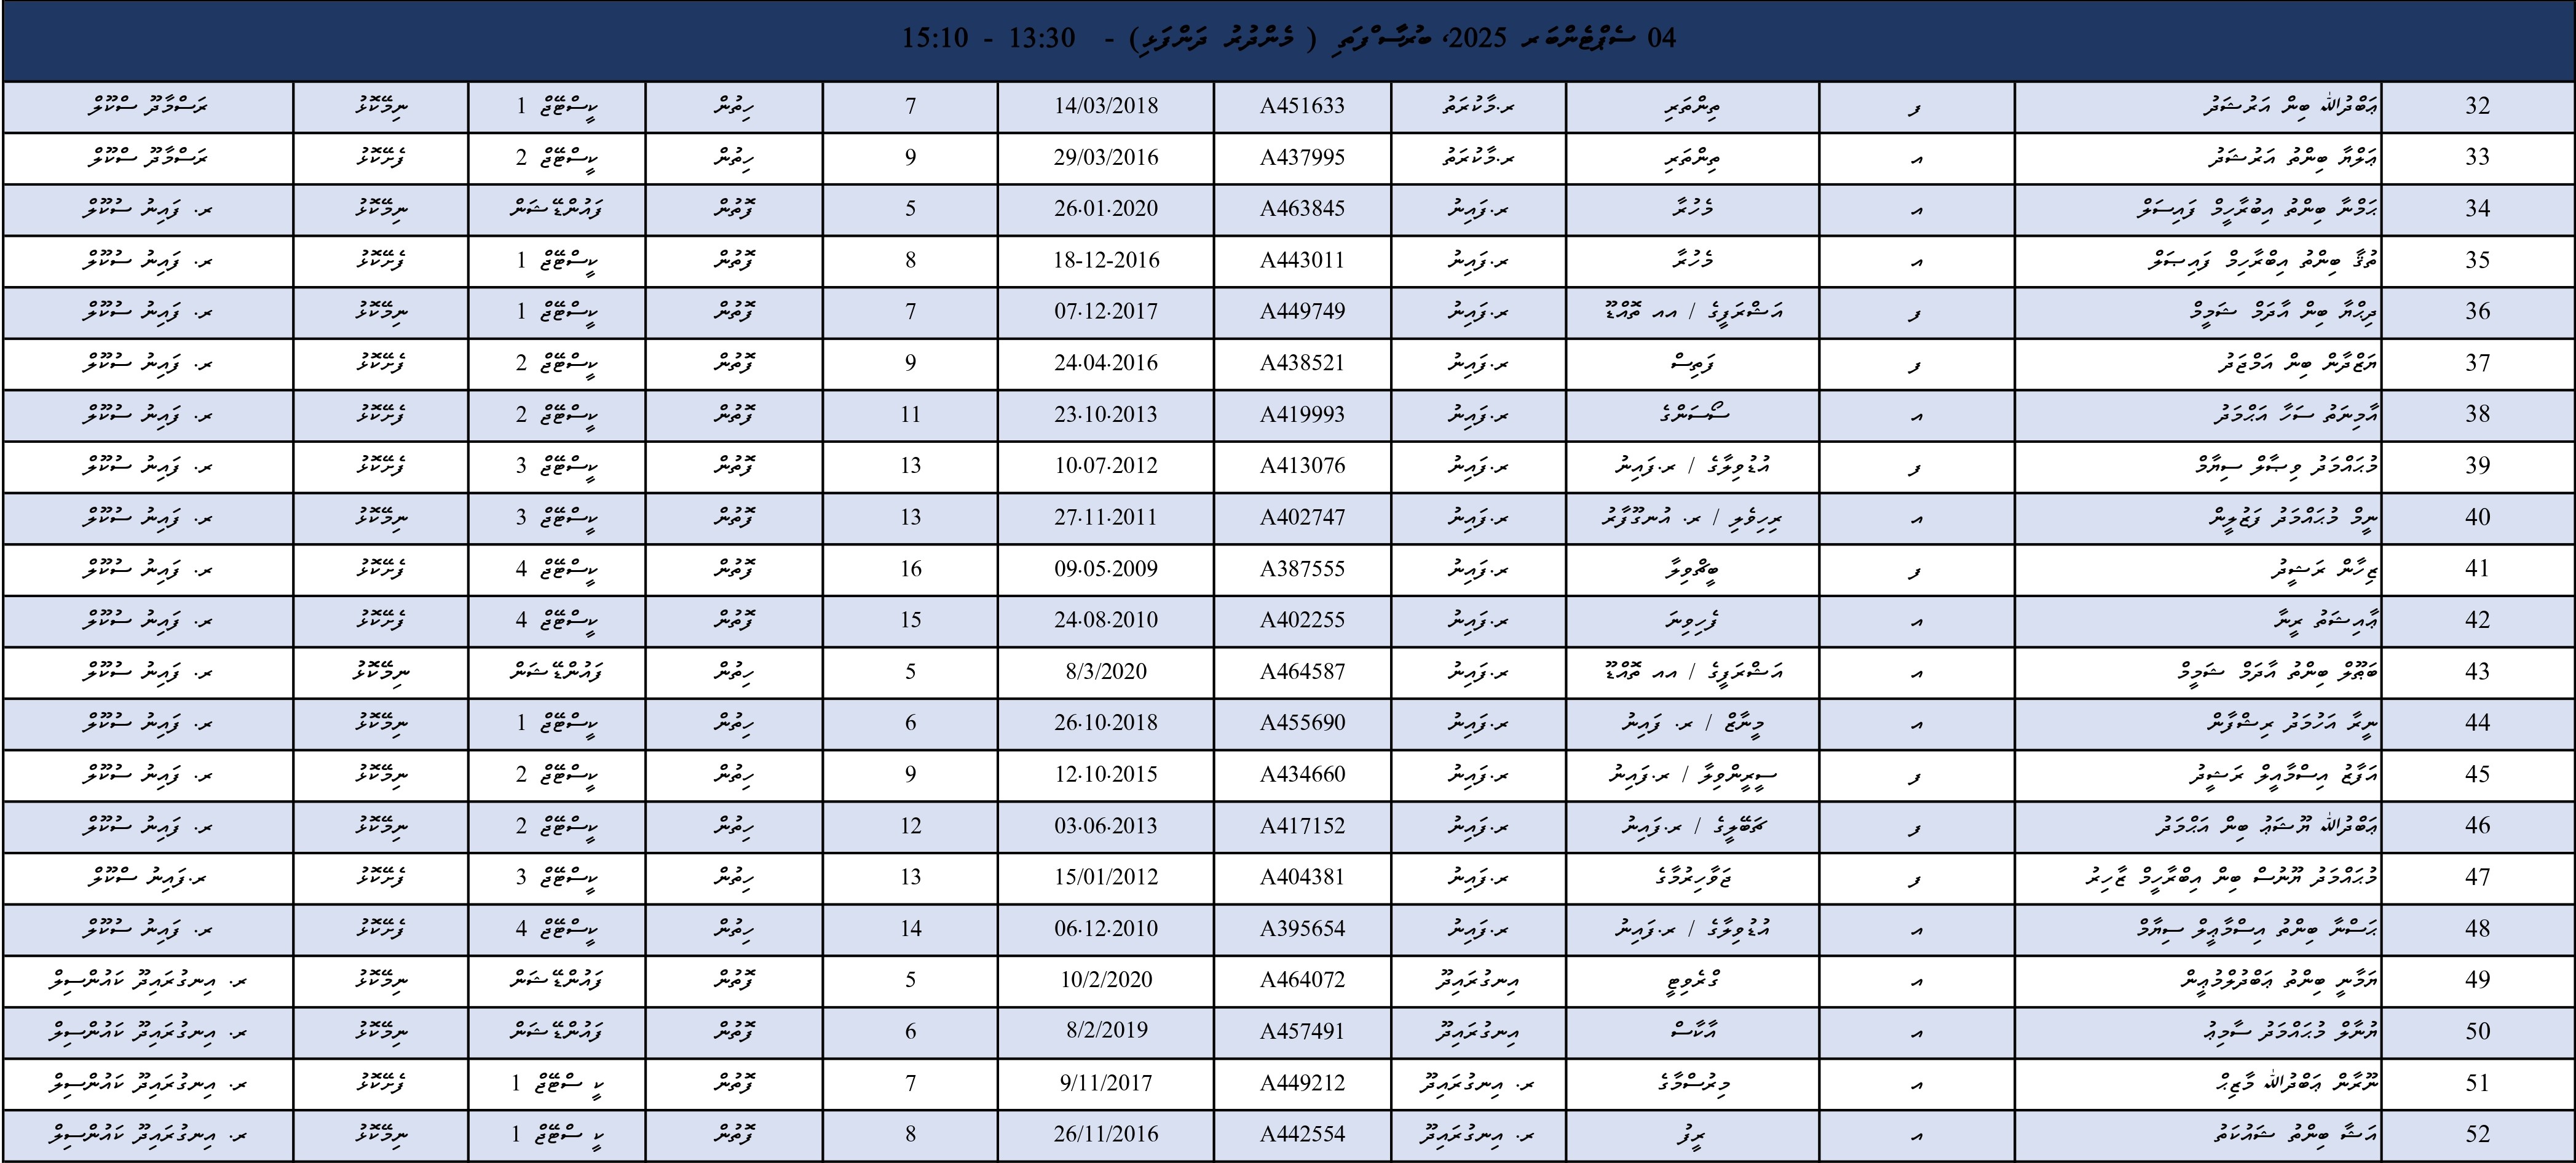 04 ސެޕްޓެންބަރ 2025، ބުރާސްފަތި ( މެންދުރު ދަންފަޅި) - 13:30 - 15:10
32 ޢަބްދުﷲ ބިން އަރުޝަދު ފ ތިންތަރި ރ.މާކުރަތު A451633 14/03/2018 7 ހިތުން ކީސްޓޭޖް 1 ނިމޭކޮޅު ރަސްމާދޫ ސްކޫލް
33 ޢަލްޔާ ބިންތު އަރުޝަދު އ ތިންތަރި ރ.މާކުރަތު A437995 29/03/2016 9 ހިތުން ކީސްޓޭޖް 2 ފެށޭކޮޅު ރަސްމާދޫ ސްކޫލް
34 ޙަމްނާ ބިންތު އިބުރާހީމް ފައިސަލް އ މެހުރާ ރ.ފައިނު A463845 26.01.2020 5 ފޮތުން ފައުންޑޭޝަން ނިމޭކޮޅު ރ. ފައިނު ސުކޫލް
35 ތުޤާ ބިންތު އިބްރާހިމް ފައިޞަލް އ މެހުރާ ރ.ފައިނު A443011 18-12-2016 8 ފޮތުން ކީސްޓޭޖް 1 ފެށޭކޮޅު ރ. ފައިނު ސުކޫލް
36 ދިޙްޔާ ބިން އާދަމް ޝަމީމް ފ އަޝްރަފީގެ / އއ ތޮއްޑޫ ރ.ފައިނު A449749 07.12.2017 7 ފޮތުން ކީސްޓޭޖް 1 ނިމޭކޮޅު ރ. ފައިނު ސުކޫލް
37 ޔަޒްދާން ބިން އަމްޖަދު ފ ފަތިސް ރ.ފައިނު A438521 24.04.2016 9 ފޮތުން ކީސްޓޭޖް 2 ފެށޭކޮޅު ރ. ފައިނު ސުކޫލް
38 އާމިނަތު ސަހާ އަޙްމަދު އ ސޯސަންގެ ރ.ފައިނު A419993 23.10.2013 11 ފޮތުން ކީސްޓޭޖް 2 ފެށޭކޮޅު ރ. ފައިނު ސުކޫލް
39 މުޙައްމަދު ވިޞާލް ސިޔާމް ފ އުޑުވިލާގެ / ރ.ފައިނު ރ.ފައިނު A413076 10.07.2012 13 ފޮތުން ކީސްޓޭޖް 3 ފެށޭކޮޅު ރ. ފައިނު ސުކޫލް
40 ނީމް މުޙައްމަދު ފަޒުލީން އ ރިހިވެލި / ރ. އުނގޫފާރު ރ.ފައިނު A402747 27.11.2011 13 ފޮތުން ކީސްޓޭޖް 3 ނިމޭކޮޅު ރ. ފައިނު ސުކޫލް
41 ޒިހާން ރަޝީދު ފ ބީޗްވިލާ ރ.ފައިނު A387555 09.05.2009 16 ފޮތުން ކީސްޓޭޖް 4 ފެށޭކޮޅު ރ. ފައިނު ސުކޫލް
42 ޢާއިޝަތު ރީނާ އ ފެހިވިނަ ރ.ފައިނު A402255 24.08.2010 15 ފޮތުން ކީސްޓޭޖް 4 ފެށޭކޮޅު ރ. ފައިނު ސުކޫލް
43 ބަޠޫލް ބިންތު އާދަމް ޝަމީމް އ އަޝްރަފީގެ / އއ ތޮއްޑޫ ރ.ފައިނު A464587 8/3/2020 5 ހިތުން ފައުންޑޭޝަން ނިމޭކޮޅު ރ. ފައިނު ސުކޫލް
44 ނީރާ އަހުމަދު ރިޝްފާން އ މީނާޒް / ރ. ފައިނު ރ.ފައިނު A455690 26.10.2018 6 ހިތުން ކީސްޓޭޖް 1 ނިމޭކޮޅު ރ. ފައިނު ސުކޫލް
45 އަފާޒު އިސްމާއީލް ރަޝީދު ފ ސީރީންވިލާ / ރ.ފައިނު ރ.ފައިނު A434660 12.10.2015 9 ހިތުން ކީސްޓޭޖް 2 ނިމޭކޮޅު ރ. ފައިނު ސުކޫލް
46 ޢަބްދުﷲ ޔޫޝަޢު ބިން އަޙްމަދު ފ ޗަބޭލީގެ / ރ.ފައިނު ރ.ފައިނު A417152 03.06.2013 12 ހިތުން ކީސްޓޭޖް 2 ނިމޭކޮޅު ރ. ފައިނު ސުކޫލް
47 މުޙައްމަދު ޔޫނުސް ބިން އިބްރާހީމް ޒާހިރު ފ ޖަވާހިރުމާގެ ރ.ފައިނު A404381 15/01/2012 13 ހިތުން ކީސްޓޭޖް 3 ފެށޭކޮޅު ރ.ފައިނު ސްކޫލް
48 ޙަސްނާ ބިންތު އިސްމާޢީލް ސިޔާމް އ އުޑުވިލާގެ / ރ.ފައިނު ރ.ފައިނު A395654 06.12.2010 14 ހިތުން ކީސްޓޭޖް 4 ފެށޭކޮޅު ރ. ފައިނު ސުކޫލް
49 ޔަމާނީ ބިންތު ޢަބްދުލްމުޢީން އ ގްރެވިޓީ އިނގުރައިދޫ A464072 10/2/2020 5 ފޮތުން ފައުންޑޭޝަން ނިމޭކޮޅު ރ. އިނގުރައިދޫ ކައުންސިލް
50 ޔުނާލް މުޙައްމަދު ސާމިޢު އ އާކާސް އިނގުރައިދޫ A457491 8/2/2019 6 ފޮތުން ފައުންޑޭޝަން ނިމޭކޮޅު ރ. އިނގުރައިދޫ ކައުންސިލް
51 ނޫރާން ޢަބްދުﷲ މާޒިޙް އ މިރުސްމާގެ ރ. އިނގުރައިދޫ A449212 9/11/2017 7 ފޮތުން ކީ ސްޓޭޖް 1 ފެށޭކޮޅު ރ. އިނގުރައިދޫ ކައުންސިލް
52 އަޝާ ބިންތު ޝައުކަތު އ ރީފު ރ. އިނގުރައިދޫ A442554 26/11/2016 8 ފޮތުން ކީ ސްޓޭޖް 1 ނިމޭކޮޅު ރ. އިނގުރައިދޫ ކައުންސިލް